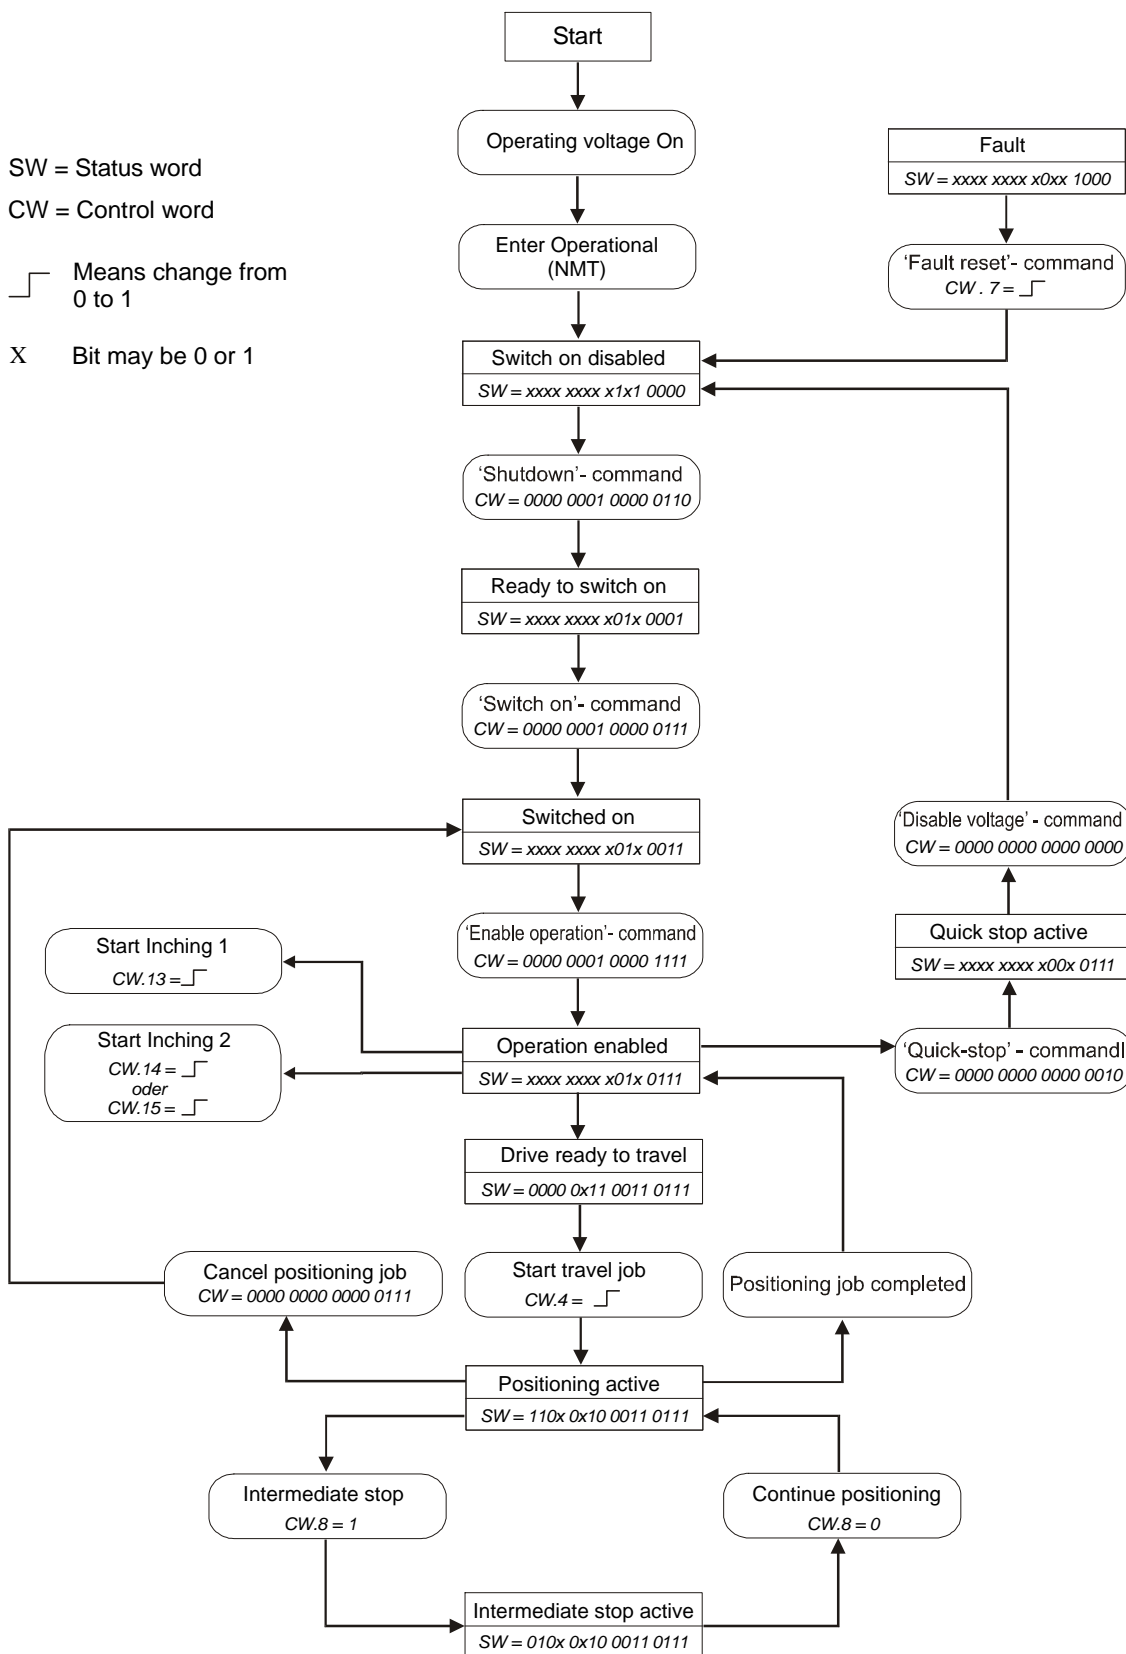 Start
Operating voltage On
SW = Status word
CW = Control word
Means change from
0 to 1
X Bit may be 0 or 1
Fault
SW = xxxx xxxx x0xx 1000
Enter Operational
(NMT)
'Fault reset'- command
CW . 7 =
Switch on disabled
SW = xxxx xxxx x1x1 0000
'Shutdown'- command
CW = 0000 0001 0000 0110
Ready to switch on
SW = xxxx xxxx x01x 0001
'Switch on'- command
CW = 0000 0001 0000 0111
Switched on
SW = xxxx xxxx x01x 0011
'Disable voltage' - command
CW = 0000 0000 0000 0000
'Enable operation'- command
CW = 0000 0001 0000 1111
Quick stop active
SW = xxxx xxxx x00x 0111
Start Inching 1
CW.13 =
Start Inching 2
CW.14 =
oder
CW.15 =
Operation enabled
SW = xxxx xxxx x01x 0111
'Quick-stop' - commandl
CW = 0000 0000 0000 0010
Drive ready to travel
SW = 0000 0x11 0011 0111
Cancel positioning job
CW = 0000 0000 0000 0111
Start travel job
CW.4 =
Positioning job completed
Positioning active
SW = 110x 0x10 0011 0111
Intermediate stop
CW.8 = 1
Continue positioning
CW.8 = 0
Intermediate stop active
SW = 010x 0x10 0011 0111